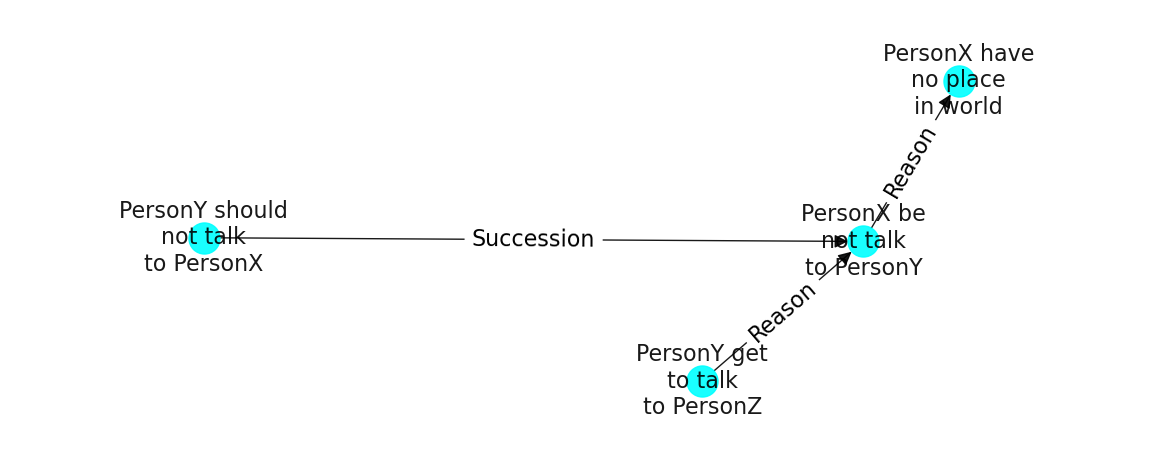 PersonX have
no place
in world
Reason
PersonY should
not talk
to PersonX
Succession
PersonX be
not talk
to PersonY
Reason
PersonY get
to talk
to PersonZ